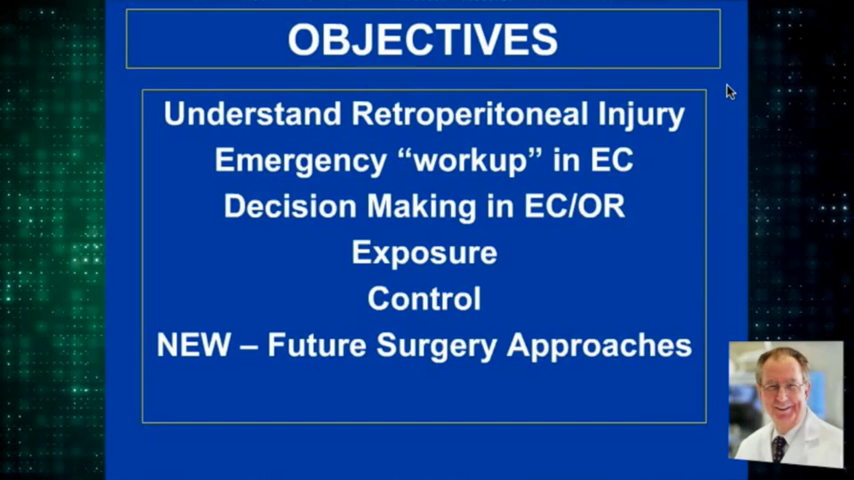 OBJECTIVES
Understand Retroperitoneal Injury
Emergency “workup” in EC
Decision Making in EC/OR
Exposure
Control
NEW – Future Surgery Approaches